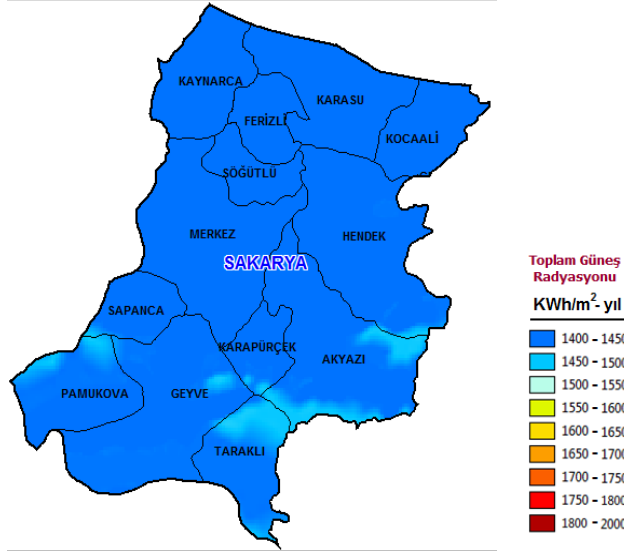 KAYNARCA
KARASU
FERİZLİ
KOCAALİ
SÖĞÜTLÜ
MERKEZ
HENDEK
SAKARYA
SAPANCA
KARAPÜRÇEK
AKYAZI
PAMUKOVA
GEYVE
TARAKLI
Toplam Güneş
Radyasyonu
KWh/m²- yıl
1400 - 1450
1450 - 1500
1500 - 1550
1550 - 1600
1600 - 1650
1650 - 1700
1700 - 1750
1750 - 1800
1800 - 2000